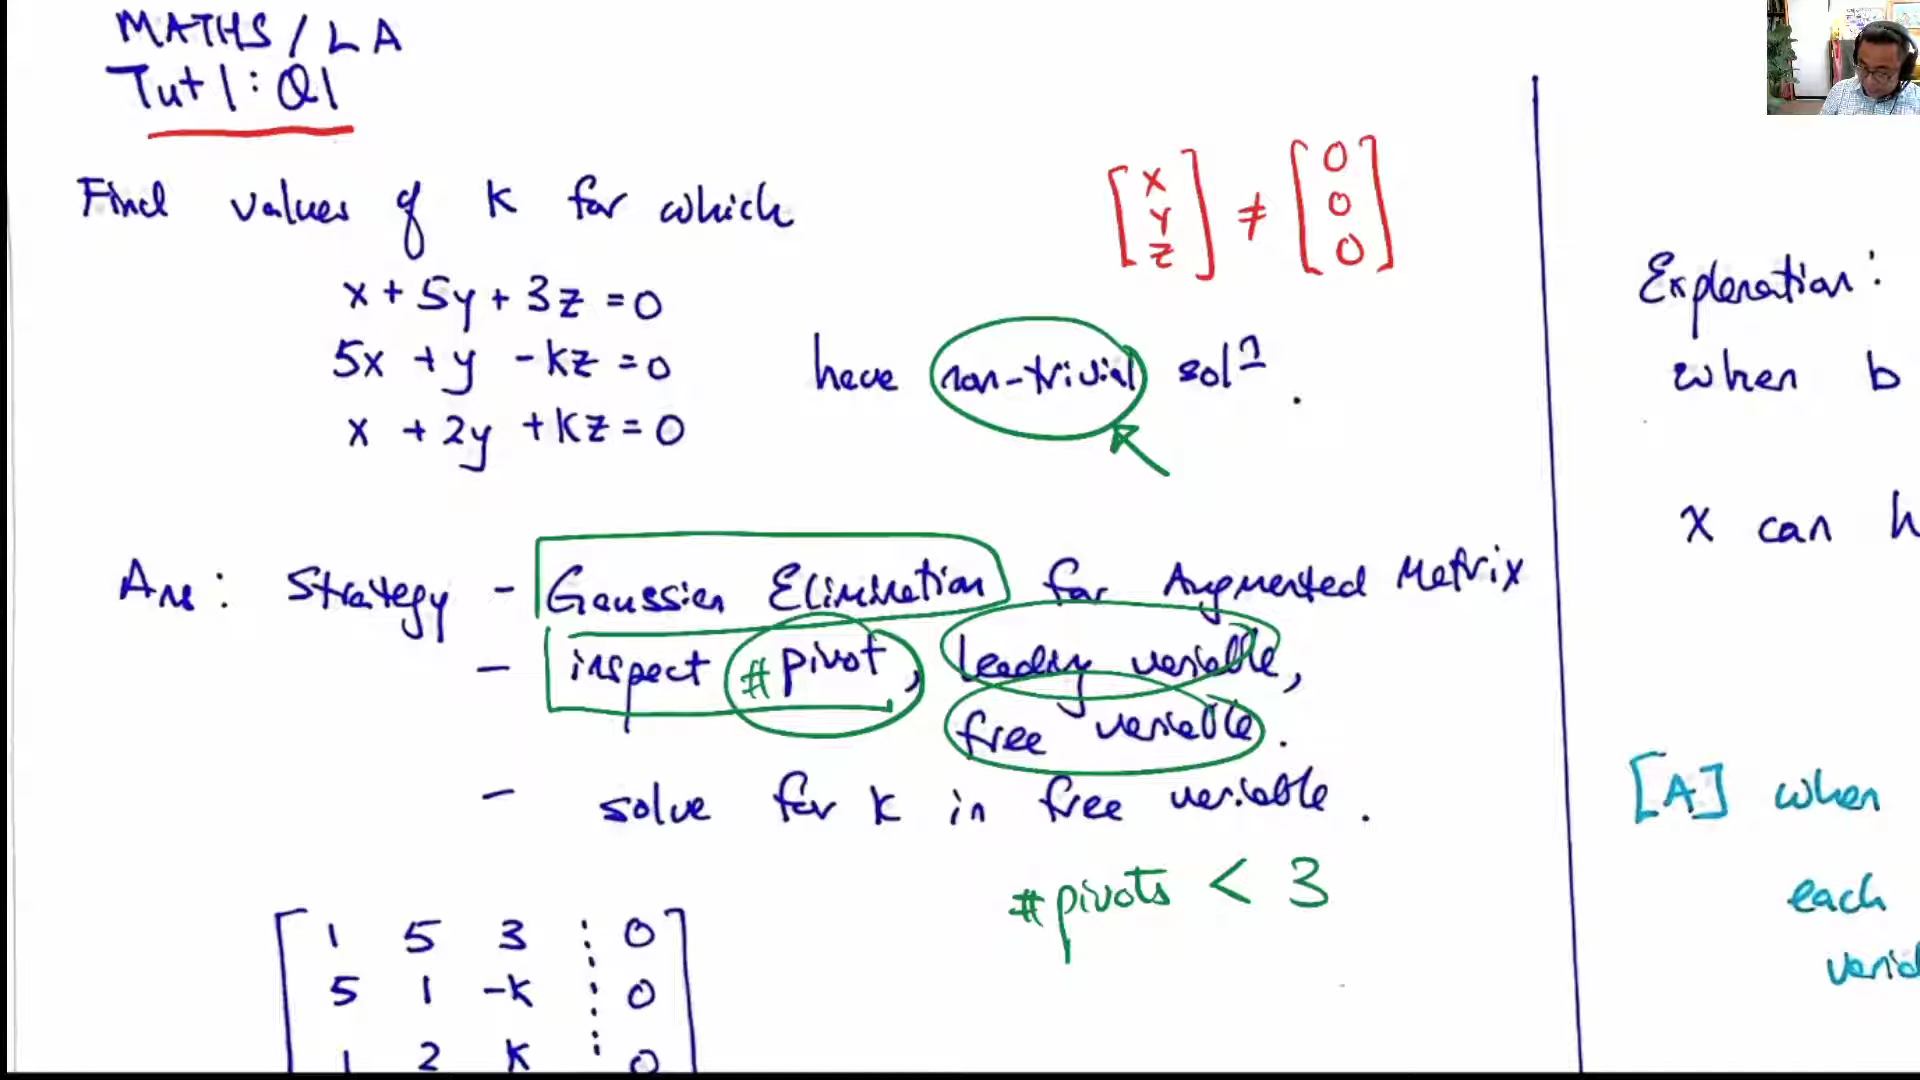 MATHS / LA
Tut 1 : Q1
Find values of k for which
x + 5y + 3z = 0
5x + y - kz = 0
x + 2y + kz = 0
have non-trivial solⁿ .
[x y z] ≠ [0 0 0]
Ans : Strategy - Gaussian Elimination for Augmented Matrix
- inspect # pivot, leading variable,
free variable.
- solve for k in free variable .
# pivots < 3
1 5 3 ⋮ 0
5 1 -k ⋮ 0
1 2 k ⋮ 0
Explanation :
when b
x can h
[A] when
each
variab